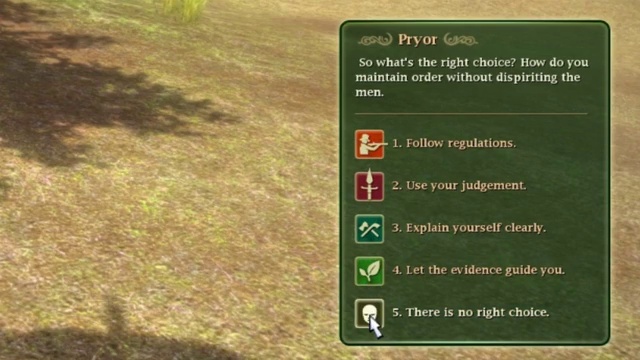 Pryor
So what's the right choice? How do you
maintain order without dispiriting the
men.
1. Follow regulations.
2. Use your judgement.
3. Explain yourself clearly.
4. Let the evidence guide you.
5. There is no right choice.